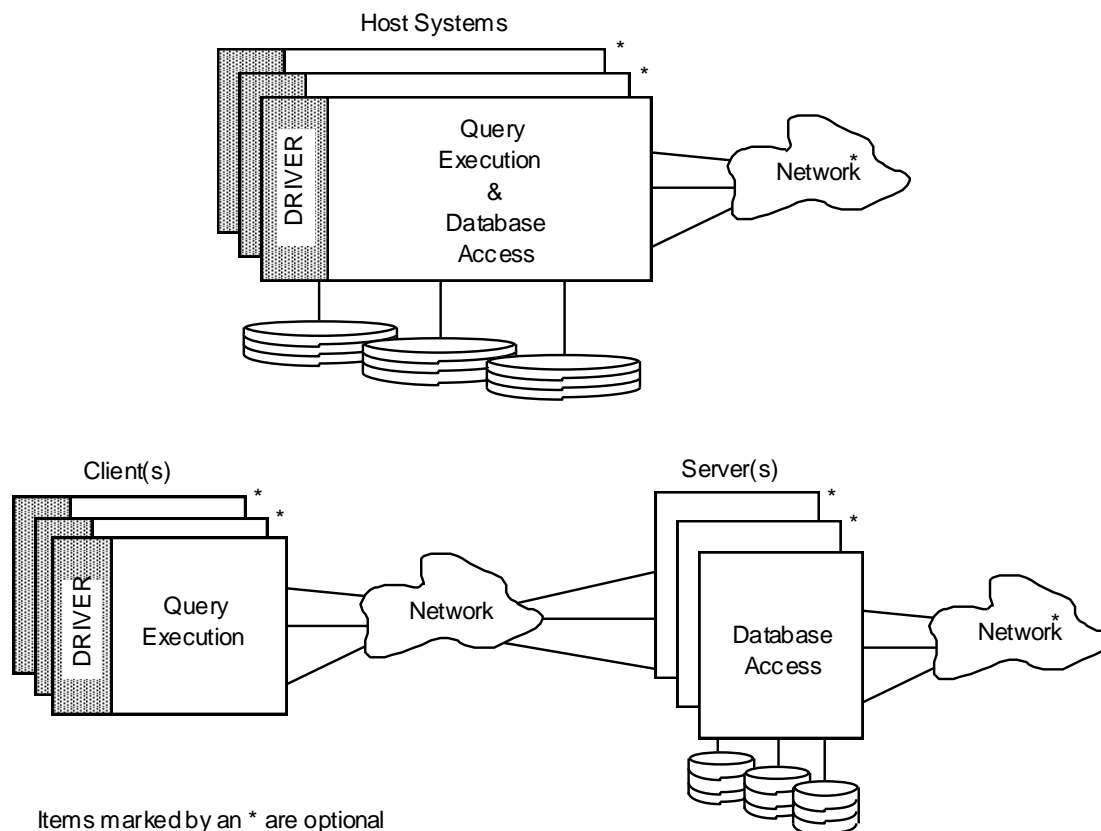 Host Systems
*
*
DRIVER
Query
Execution
&
Database
Access
Network*
Client(s)
*
*
DRIVER
Query
Execution
Network
Server(s)
*
*
Database
Access
Network*
Items marked by an * are optional